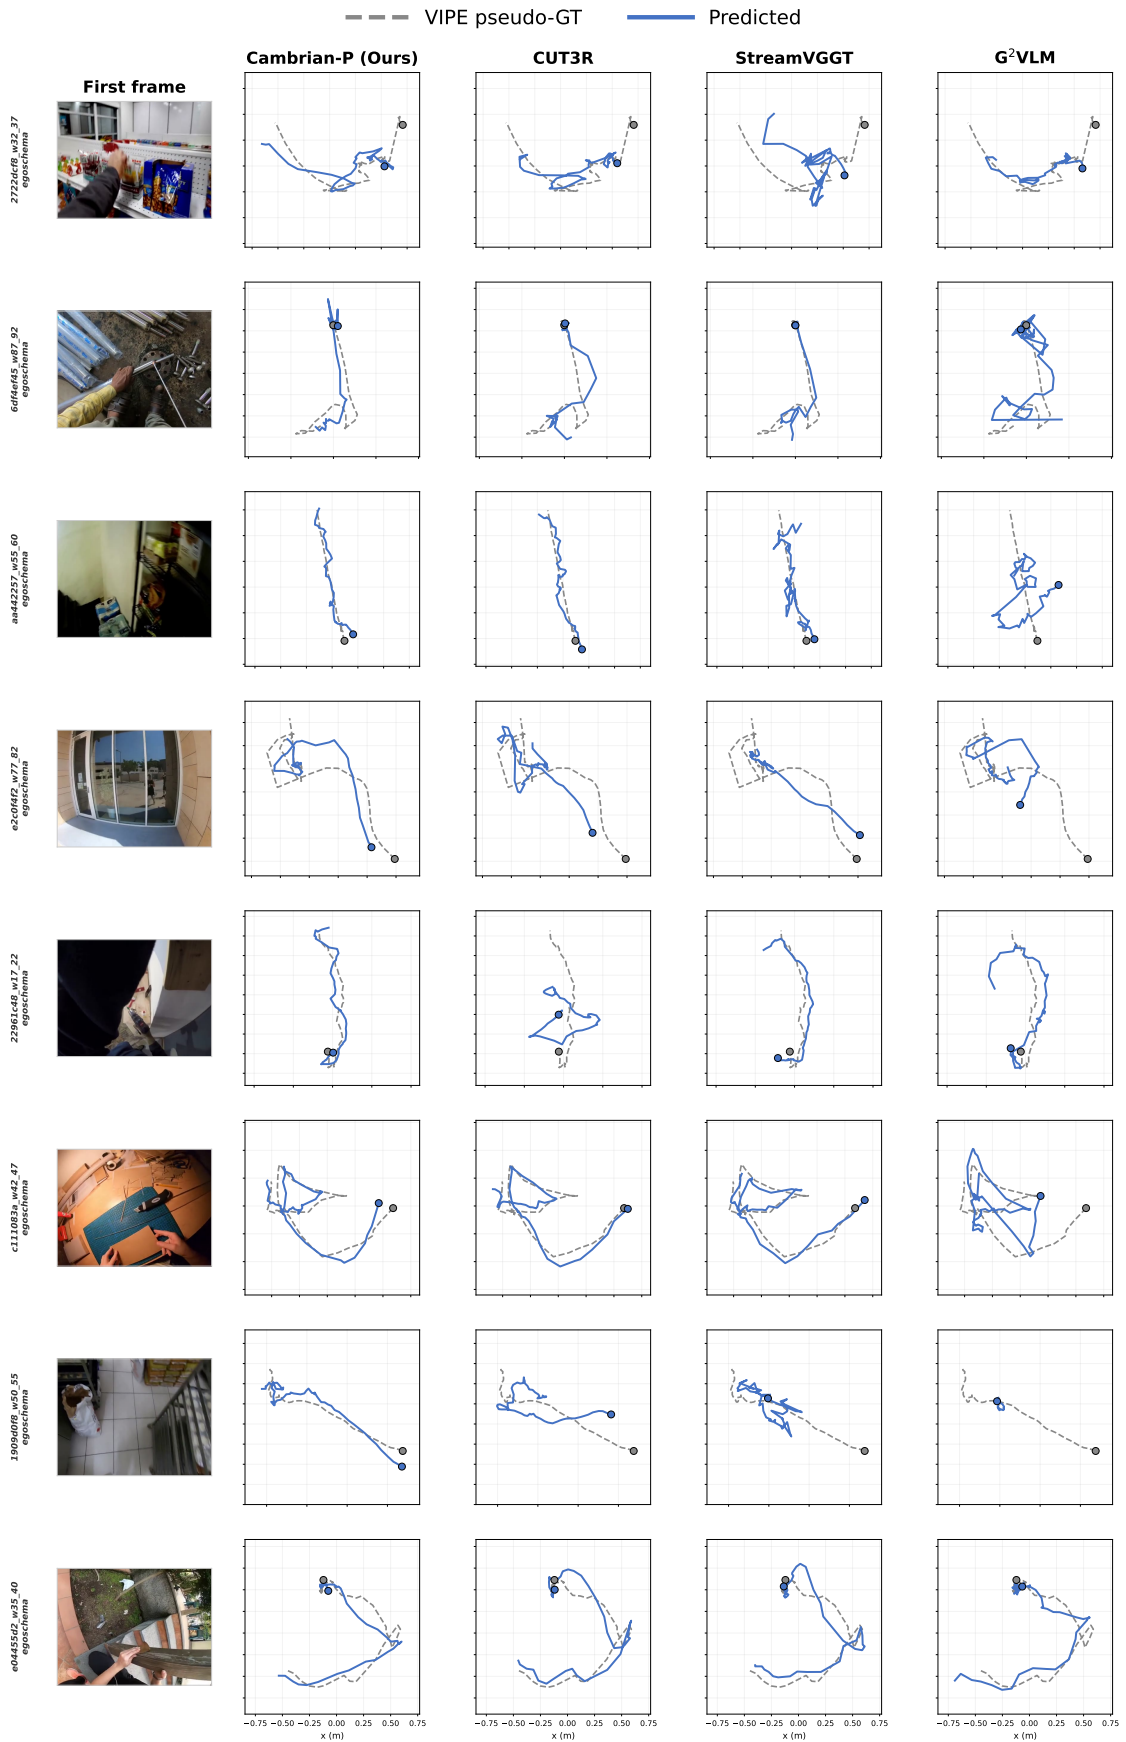 VIPE pseudo-GT Predicted
First frame Cambrian-P (Ours) CUT3R StreamVGGT G²VLM
2722dcf8_w32_37
egoschema
6df4ef45_w87_92
egoschema
aa442257_w55_60
egoschema
e2c0f4f2_w77_82
egoschema
22961c48_w17_22
egoschema
c111083a_w42_47
egoschema
1909d0f8_w50_55
egoschema
e04455d2_w35_40
egoschema
−0.75 −0.50 −0.25 0.00 0.25 0.50 0.75 −0.75 −0.50 −0.25 0.00 0.25 0.50 0.75 −0.75 −0.50 −0.25 0.00 0.25 0.50 0.75 −0.75 −0.50 −0.25 0.00 0.25 0.50 0.75
x (m) x (m) x (m) x (m)